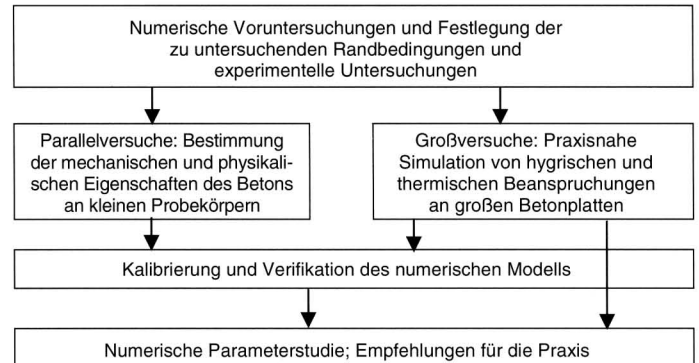 Numerische Voruntersuchungen und Festlegung der
zu untersuchenden Randbedingungen und
experimentelle Untersuchungen
Parallelversuche: Bestimmung
der mechanischen und physikali-
schen Eigenschaften des Betons
an kleinen Probekörpern
Großversuche: Praxisnahe
Simulation von hygrischen und
thermischen Beanspruchungen
an großen Betonplatten
Kalibrierung und Verifikation des numerischen Modells
Numerische Parameterstudie; Empfehlungen für die Praxis